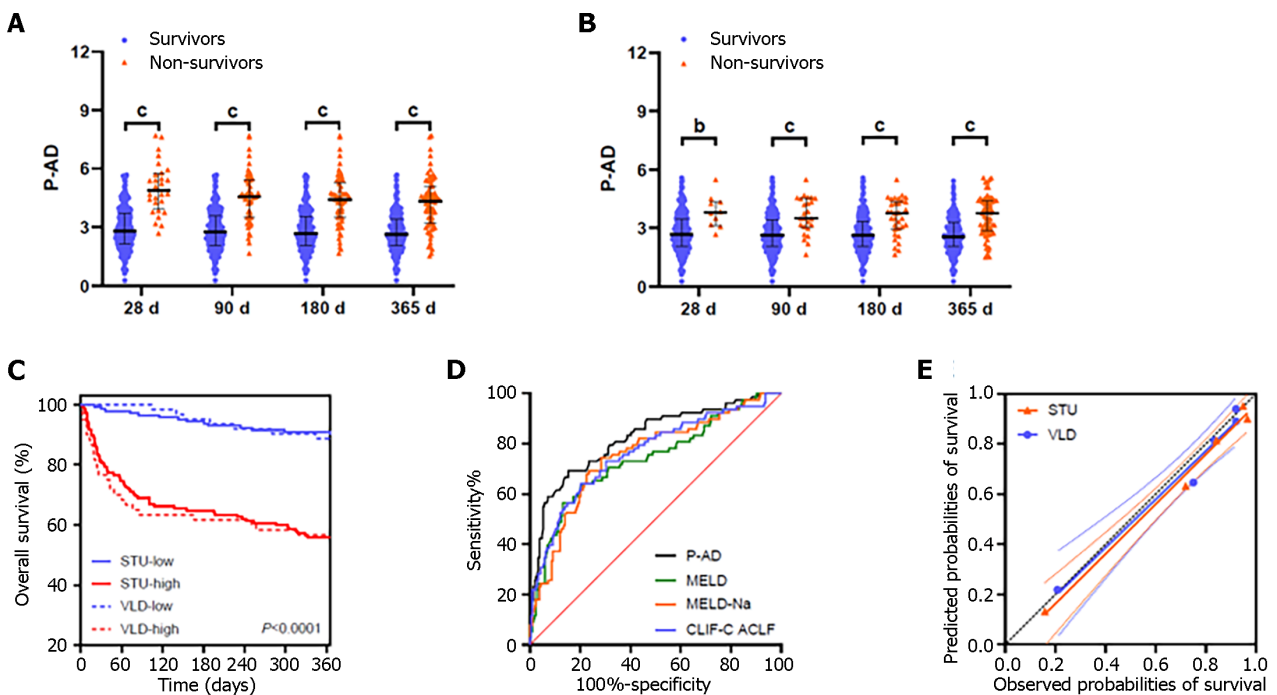 A
Survivors
Non-survivors
P-AD
12
9
6
3
0
c
c
c
c
28 d
90 d
180 d
365 d
B
Survivors
Non-survivors
P-AD
12
9
6
3
0
b
c
c
c
28 d
90 d
180 d
365 d
C
Overall survival (%)
100
80
60
40
20
STU-low
STU-high
VLD-low
VLD-high
P<0.0001
0
60
120
180
240
300
360
Time (days)
D
Sensitivity%
100
80
60
40
20
0
P-AD
MELD
MELD-Na
CLIF-C ACLF
0
20
40
60
80
100
100%-specificity
E
Predicted probabilities of survival
1.0
0.8
0.6
0.4
0.2
0.0
STU
VLD
0.0
0.2
0.4
0.6
0.8
1.0
Observed probabilities of survival